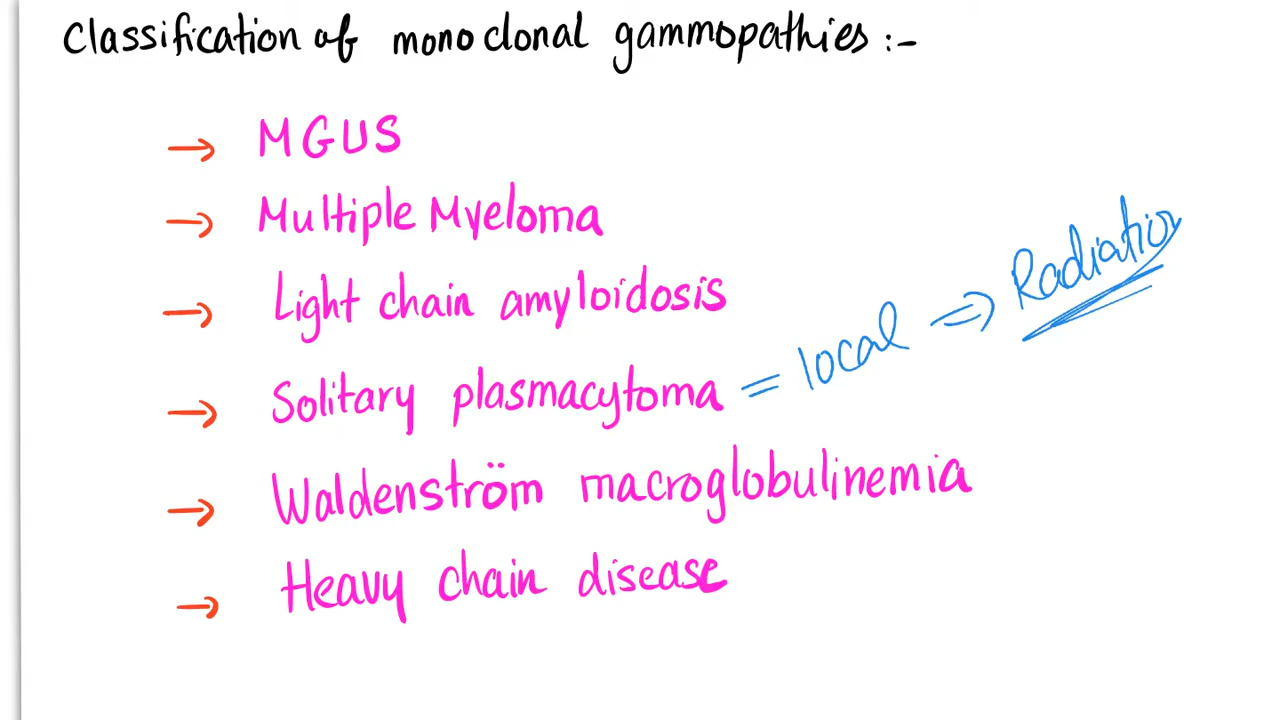 Classification of monoclonal gammopathies :-
→ MGUS
→ Multiple Myeloma
→ Light chain amyloidosis
→ Solitary plasmacytoma = local ⇒ Radiation
→ Waldenström macroglobulinemia
→ Heavy chain disease